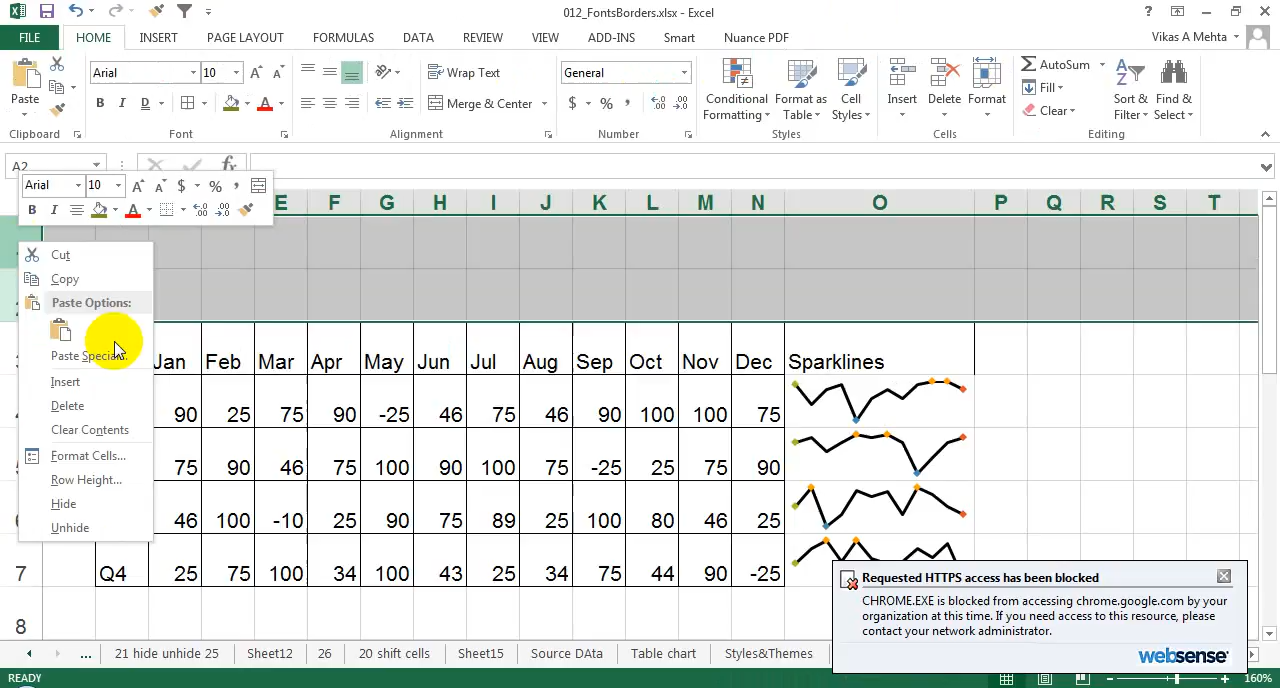 012_FontsBorders.xlsx - Excel
FILE HOME INSERT PAGE LAYOUT FORMULAS DATA REVIEW VIEW ADD-INS Smart Nuance PDF Vikas A Mehta
Arial 10 Wrap Text General AutoSum
Paste B I D Merge & Center $ % , Conditional Formatting Format as Table Cell Styles Insert Delete Format Fill Clear Sort & Filter Find & Select
Clipboard Font Alignment Number Styles Cells Editing
A2 fx
Arial 10 $ % ,
B I A
E F G H I J K L M N O P Q R S T
Cut
Copy
Paste Options:
Paste Special...
Insert
Delete
Clear Contents
Format Cells...
Row Height...
Hide
Unhide
Jan Feb Mar Apr May Jun Jul Aug Sep Oct Nov Dec Sparklines
90 25 75 90 -25 46 75 46 90 100 100 75
75 90 46 75 100 90 100 75 -25 25 75 90
46 100 -10 25 90 75 89 25 100 80 46 25
7 Q4 25 75 100 34 100 43 25 34 75 44 90 -25
8
Requested HTTPS access has been blocked
CHROME.EXE is blocked from accessing chrome.google.com by your
organization at this time. If you need access to this resource, please
contact your network administrator.
websense
... 21 hide unhide 25 Sheet12 26 20 shift cells Sheet15 Source DAta Table chart Styles&Themes
READY 160%